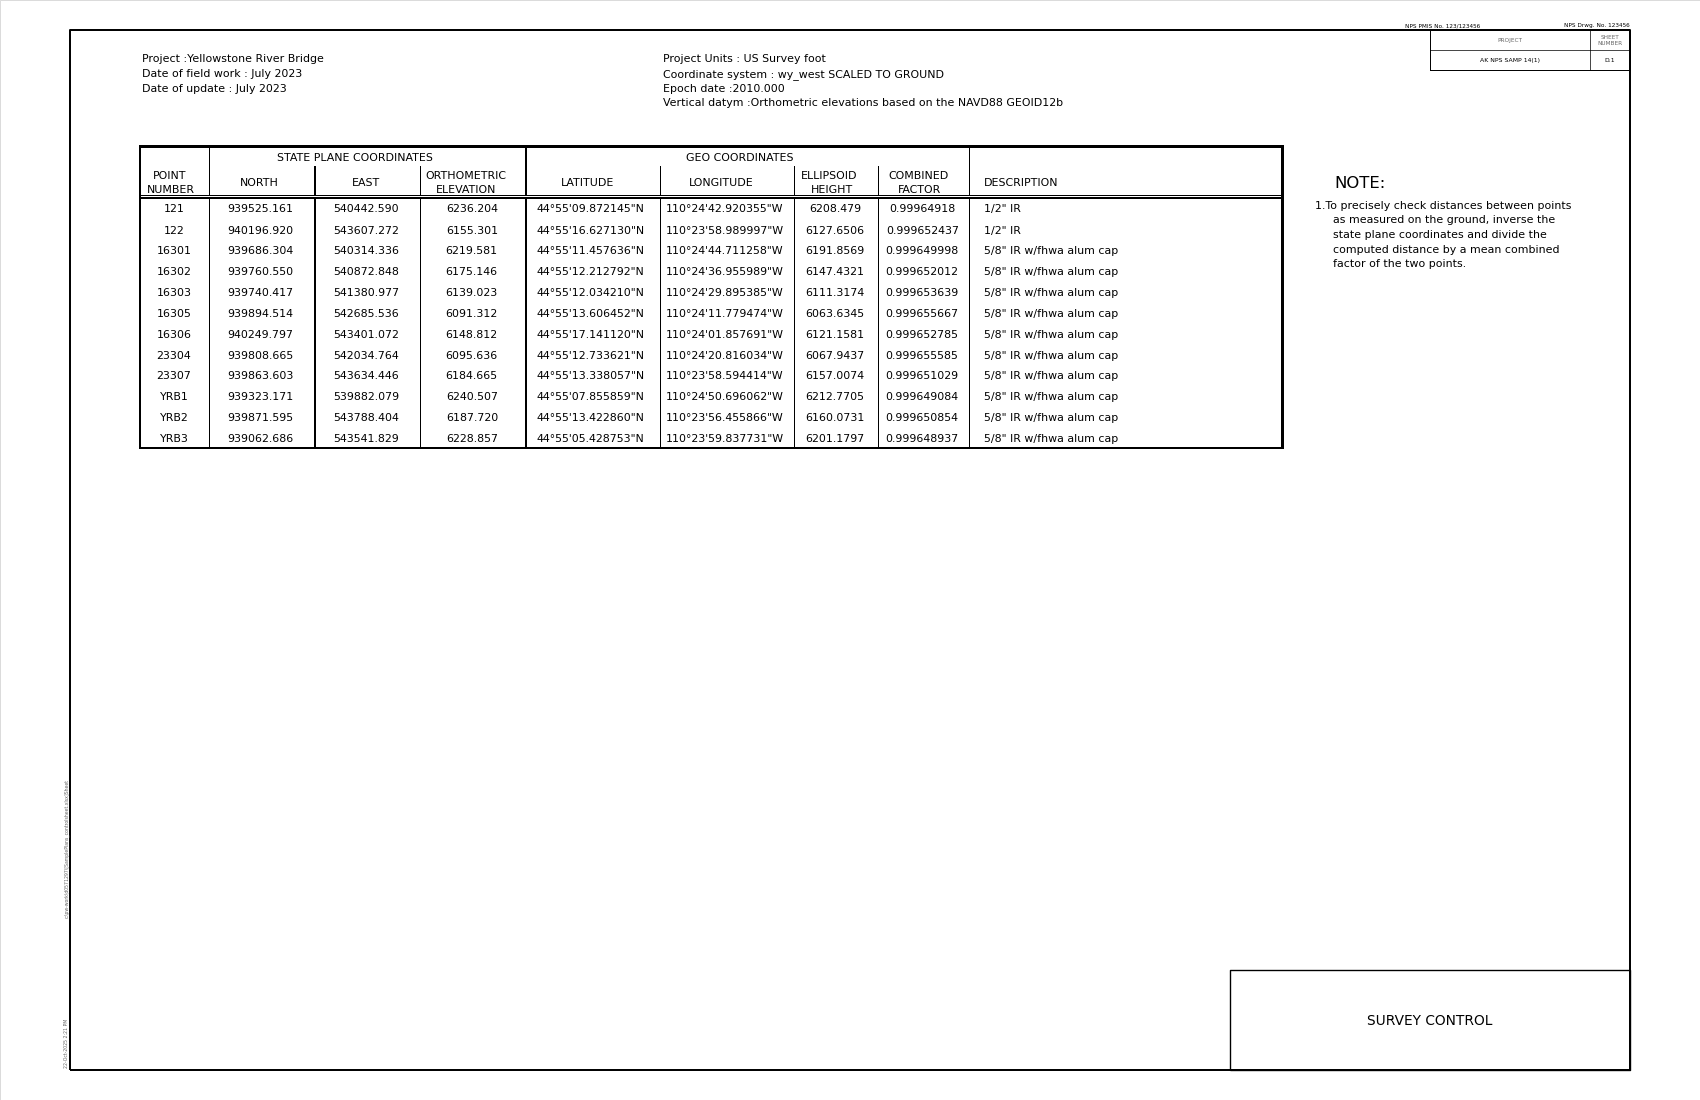 NPS PMIS No. 123/123456 NPS Drwg. No. 123456
PROJECT SHEET NUMBER
AK NPS SAMP 14(1) D.1
Project :Yellowstone River Bridge
Date of field work : July 2023
Date of update : July 2023
Project Units : US Survey foot
Coordinate system : wy_west SCALED TO GROUND
Epoch date :2010.000
Vertical datym :Orthometric elevations based on the NAVD88 GEOID12b
STATE PLANE COORDINATES GEO COORDINATES
POINT NUMBER NORTH EAST ORTHOMETRIC ELEVATION LATITUDE LONGITUDE ELLIPSOID HEIGHT COMBINED FACTOR DESCRIPTION
121 939525.161 540442.590 6236.204 44°55'09.872145"N 110°24'42.920355"W 6208.479 0.99964918 1/2" IR
122 940196.920 543607.272 6155.301 44°55'16.627130"N 110°23'58.989997"W 6127.6506 0.999652437 1/2" IR
16301 939686.304 540314.336 6219.581 44°55'11.457636"N 110°24'44.711258"W 6191.8569 0.999649998 5/8" IR w/fhwa alum cap
16302 939760.550 540872.848 6175.146 44°55'12.212792"N 110°24'36.955989"W 6147.4321 0.999652012 5/8" IR w/fhwa alum cap
16303 939740.417 541380.977 6139.023 44°55'12.034210"N 110°24'29.895385"W 6111.3174 0.999653639 5/8" IR w/fhwa alum cap
16305 939894.514 542685.536 6091.312 44°55'13.606452"N 110°24'11.779474"W 6063.6345 0.999655667 5/8" IR w/fhwa alum cap
16306 940249.797 543401.072 6148.812 44°55'17.141120"N 110°24'01.857691"W 6121.1581 0.999652785 5/8" IR w/fhwa alum cap
23304 939808.665 542034.764 6095.636 44°55'12.733621"N 110°24'20.816034"W 6067.9437 0.999655585 5/8" IR w/fhwa alum cap
23307 939863.603 543634.446 6184.665 44°55'13.338057"N 110°23'58.594414"W 6157.0074 0.999651029 5/8" IR w/fhwa alum cap
YRB1 939323.171 539882.079 6240.507 44°55'07.855859"N 110°24'50.696062"W 6212.7705 0.999649084 5/8" IR w/fhwa alum cap
YRB2 939871.595 543788.404 6187.720 44°55'13.422860"N 110°23'56.455866"W 6160.0731 0.999650854 5/8" IR w/fhwa alum cap
YRB3 939062.686 543541.829 6228.857 44°55'05.428753"N 110°23'59.837731"W 6201.1797 0.999648937 5/8" IR w/fhwa alum cap
NOTE:
1.To precisely check distances between points
as measured on the ground, inverse the
state plane coordinates and divide the
computed distance by a mean combined
factor of the two points.
22-Oct-2025 2:21 PM
SURVEY CONTROL